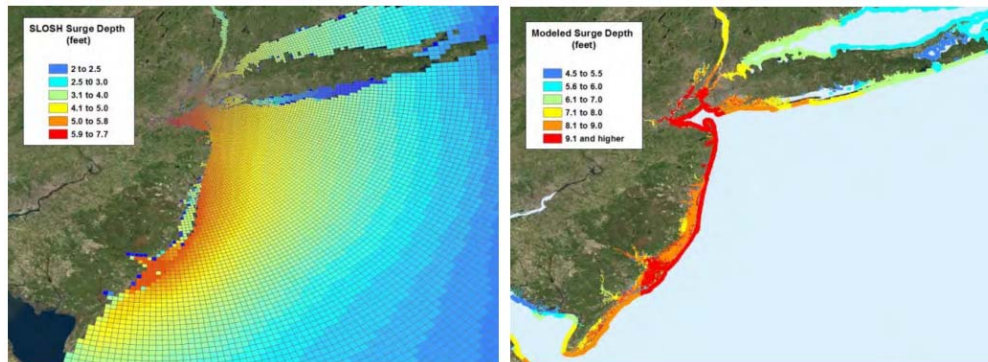 SLOSH Surge Depth
(feet)
2 to 2.5
2.5 t0 3.0
3.1 to 4.0
4.1 to 5.0
5.0 to 5.8
5.9 to 7.7
Modeled Surge Depth
(feet)
4.5 to 5.5
5.6 to 6.0
6.1 to 7.0
7.1 to 8.0
8.1 to 9.0
9.1 and higher